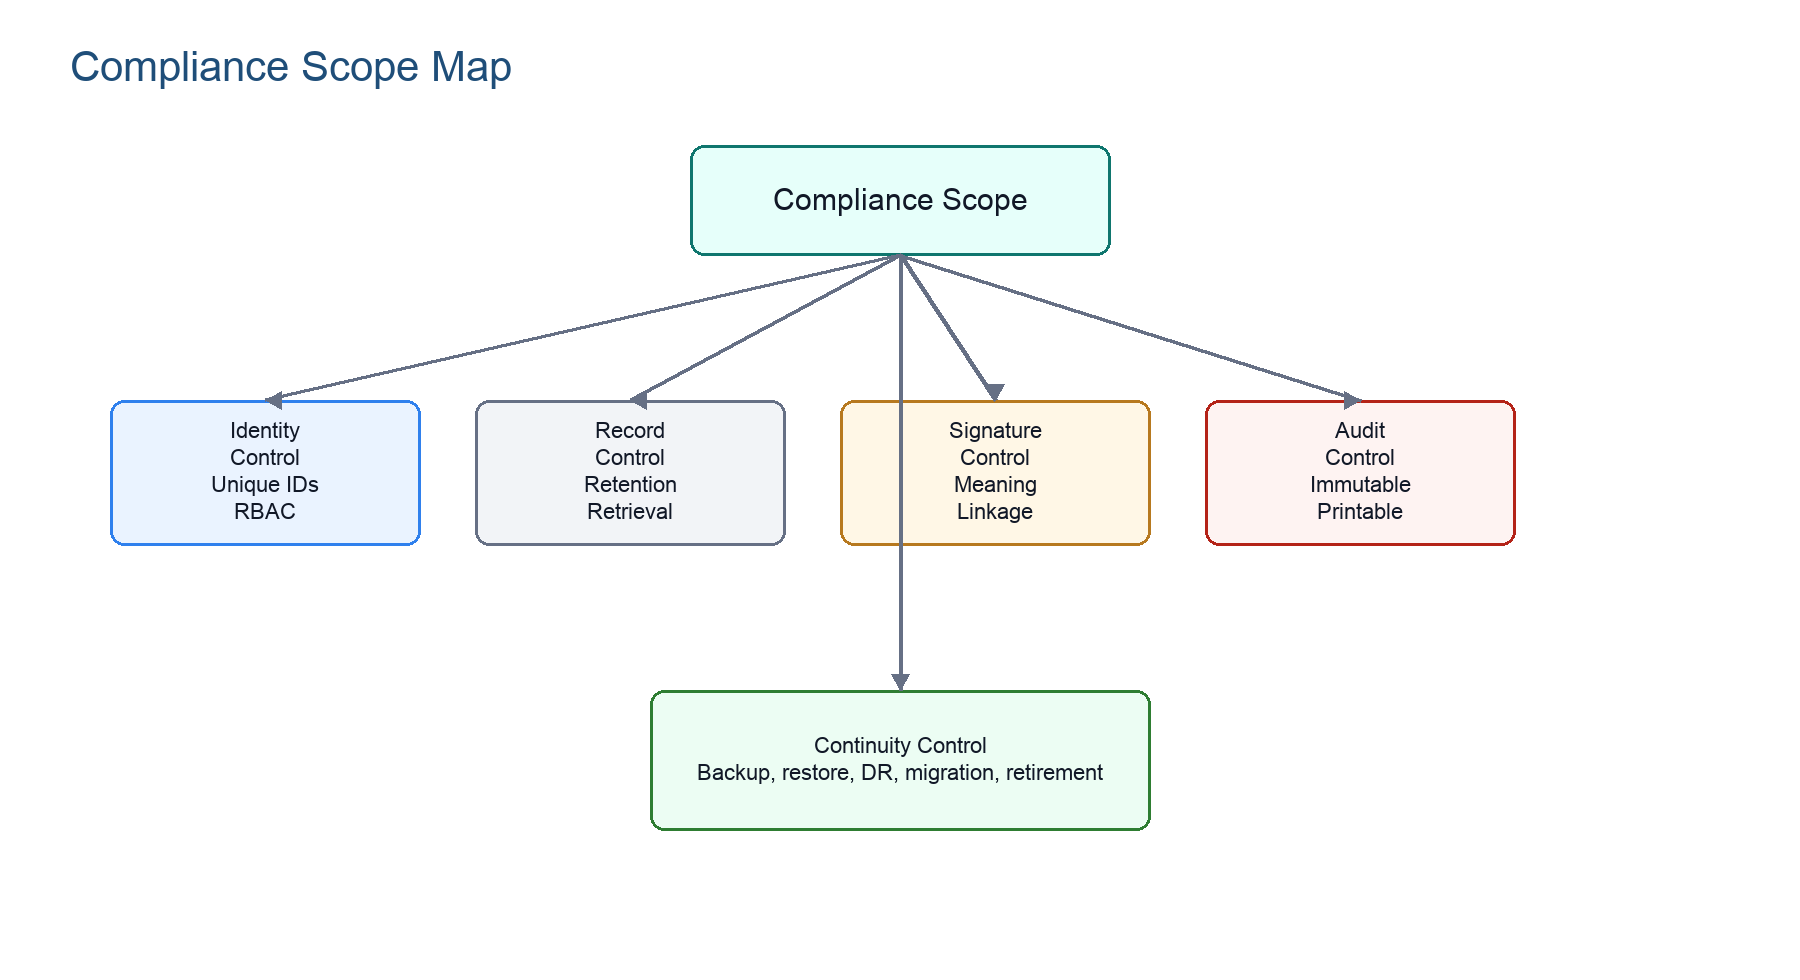 Compliance Scope Map
Compliance Scope
Identity
Control
Unique IDs
RBAC
Record
Control
Retention
Retrieval
Signature
Control
Meaning
Linkage
Audit
Control
Immutable
Printable
Continuity Control
Backup, restore, DR, migration, retirement